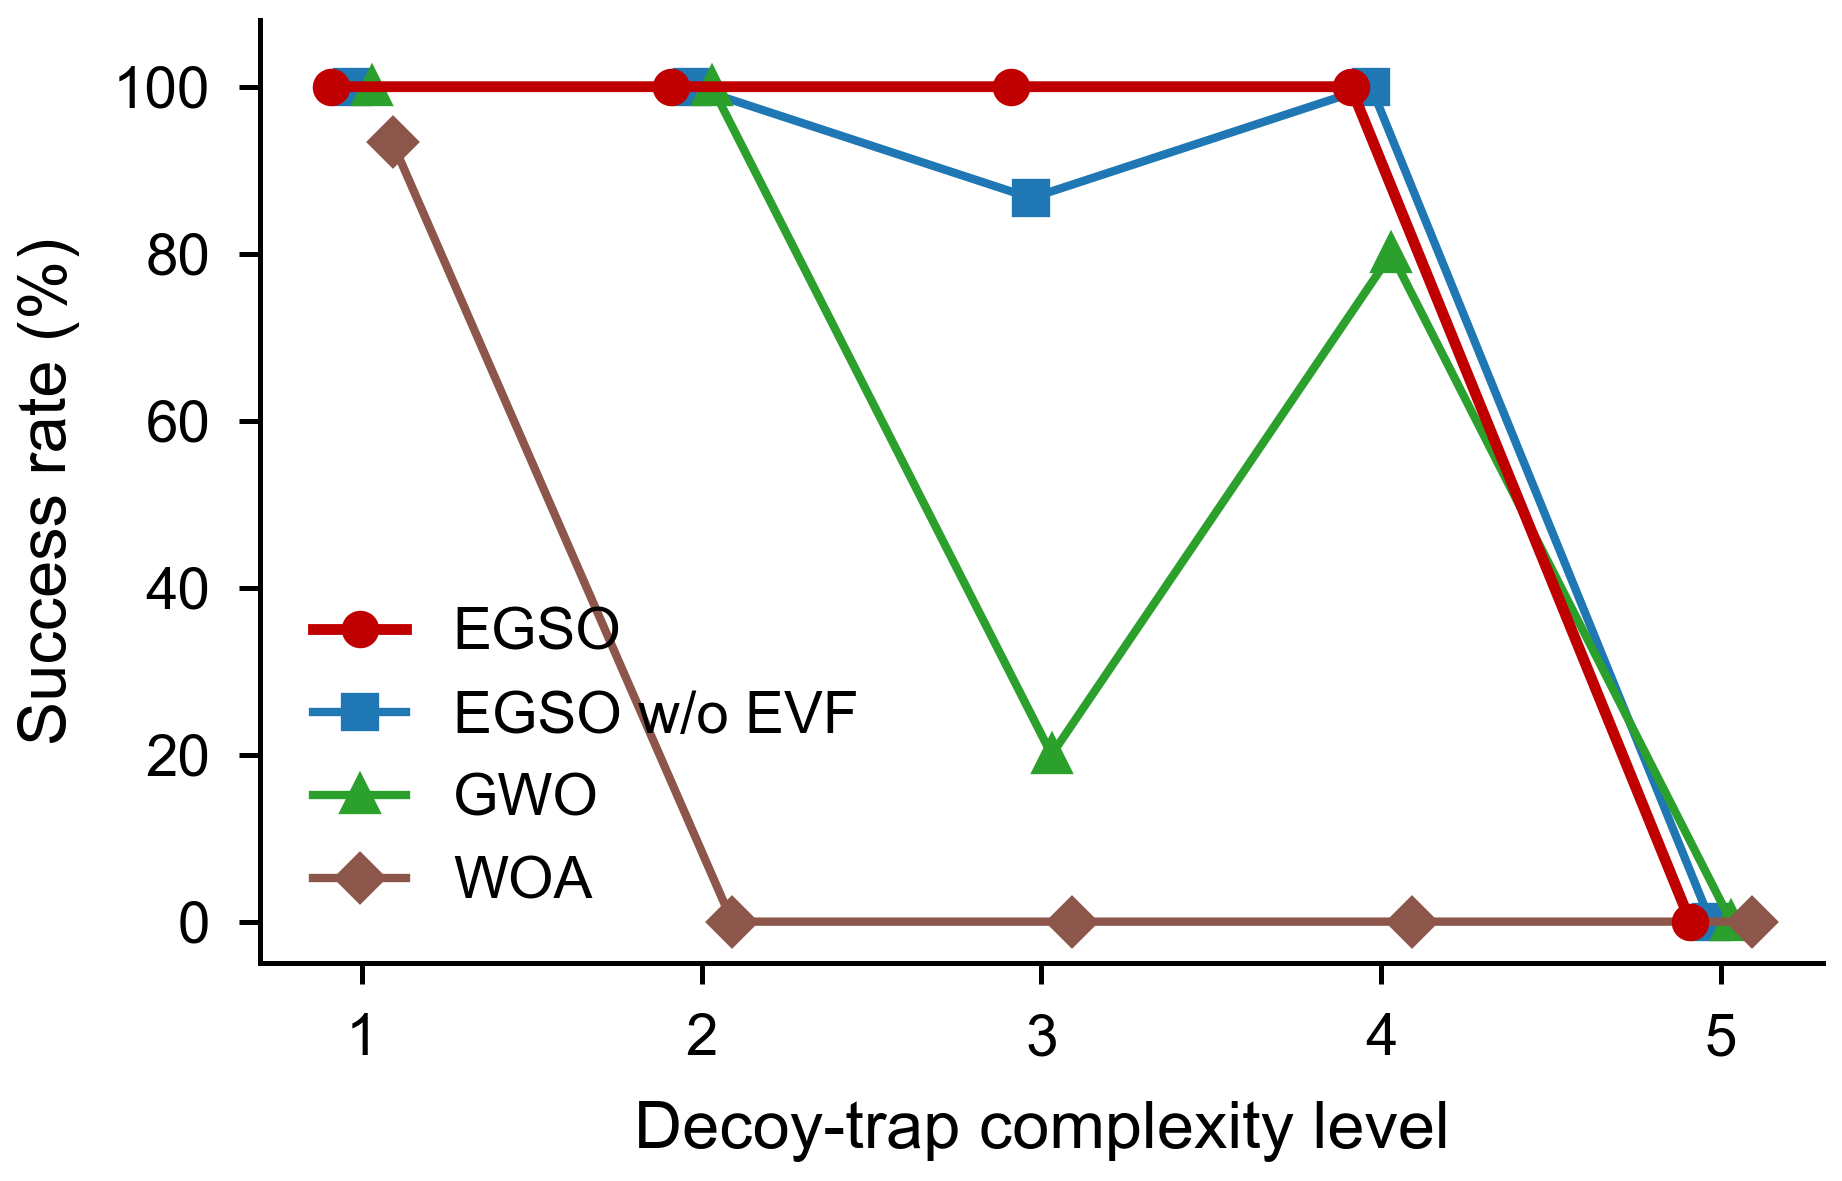 Success rate (%)
100
80
60
40
20
0
EGSO
EGSO w/o EVF
GWO
WOA
1 2 3 4 5
Decoy-trap complexity level